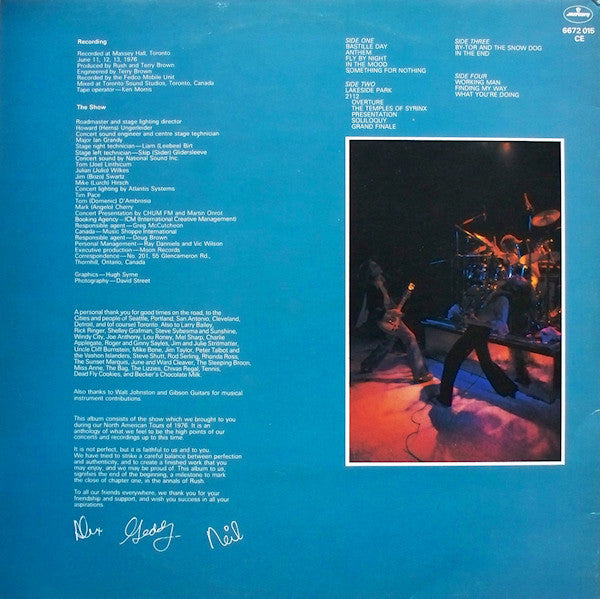 Recording
Recorded at Massey Hall, Toronto
June 11, 12, 13, 1976
Produced by Rush and Terry Brown
Engineered by Terry Brown
Recorded by the Fedco Mobile Unit
Mixed at Toronto Sound Studios, Toronto, Canada
Tape operator—Ken Morris
The Show
Roadmaster and stage lighting director
Howard (Herns) Ungerleider
Concert sound engineer and centre stage technician—
Major Ian Grandy
Stage right technician—Liam (Leebee) Birt
Stage left technician—Skip (Slider) Gildersleeve
Concert sound by National Sound Inc.
Tom (Joe) Linthicum
Julian (Julio) Wilkes
Jim (Bozo) Swartz
Mike (Lurch) Hirsch
Concert lighting by Atlantis Systems
Tim Pace
Tom (Domenic) D'Ambrosia
Mark (Angelo) Cherry
Concert Presentation by CHUM FM and Martin Onrot
Booking Agency—ICM (International Creative Management)
Responsible agent—Greg McCutcheon
Canada—Music Shoppe International
Responsible agent—Doug Brown
Personal Management—Ray Danniels and Vic Wilson
Executive production—Moon Records
Correspondence—No. 201, 55 Glencameron Rd.,
Thornhill, Ontario, Canada
Graphics—Hugh Syme
Photography—David Street
A personal thank you for good times on the road, to the
Cities and people of Seattle, Portland, San Antonio, Cleveland,
Detroit, and (of course) Toronto. Also to Larry Bailey,
Rick Ringer, Shelley Grafman, Steve Sybesma and Sunshine,
Windy City, Joe Anthony, Lou Roney, Mel Sharp, Charlie
Applegate, Roger and Ginny Sayles, Jim and Julie Strotmatter,
Uncle Cliff Burnstein, Mike Bone, Jim Taylor, Peter Talbot and
the Vashon Islanders, Steve Shutt, Rod Serling, Rhonda Ross,
The Sunset Marquis, June and Ward Cleaver, The Sleeping Broon,
Miss Anne, The Bag, The Lizzies, Chivas Regal, Tennis,
Dead Fly Cookies, and Becker's Chocolate Milk.
Also thanks to Walt Johnston and Gibson Guitars for musical
instrument contributions
This album consists of the show which we brought to you
during our North American Tours of 1976. It is an
anthology of what we feel to be the high points of our
concerts and recordings up to this time.
It is not perfect, but it is faithful to us and to you.
We have tried to strike a careful balance between perfection
and authenticity, and to create a finished work that you
may enjoy, and we may be proud of. This album to us,
signifies the end of the beginning, a milestone to mark
the close of chapter one, in the annals of Rush.
To all our friends everywhere, we thank you for your
friendship and support, and wish you success in all your
aspirations.
Alex Geddy Neil
SIDE ONE
BASTILLE DAY
ANTHEM
FLY BY NIGHT
IN THE MOOD
SOMETHING FOR NOTHING
SIDE TWO
LAKESIDE PARK
2112
OVERTURE
THE TEMPLES OF SYRINX
PRESENTATION
SOLILOQUY
GRAND FINALE
SIDE THREE
BY-TOR AND THE SNOW DOG
IN THE END
SIDE FOUR
WORKING MAN
FINDING MY WAY
WHAT YOU'RE DOING
mercury
6672 015
CE